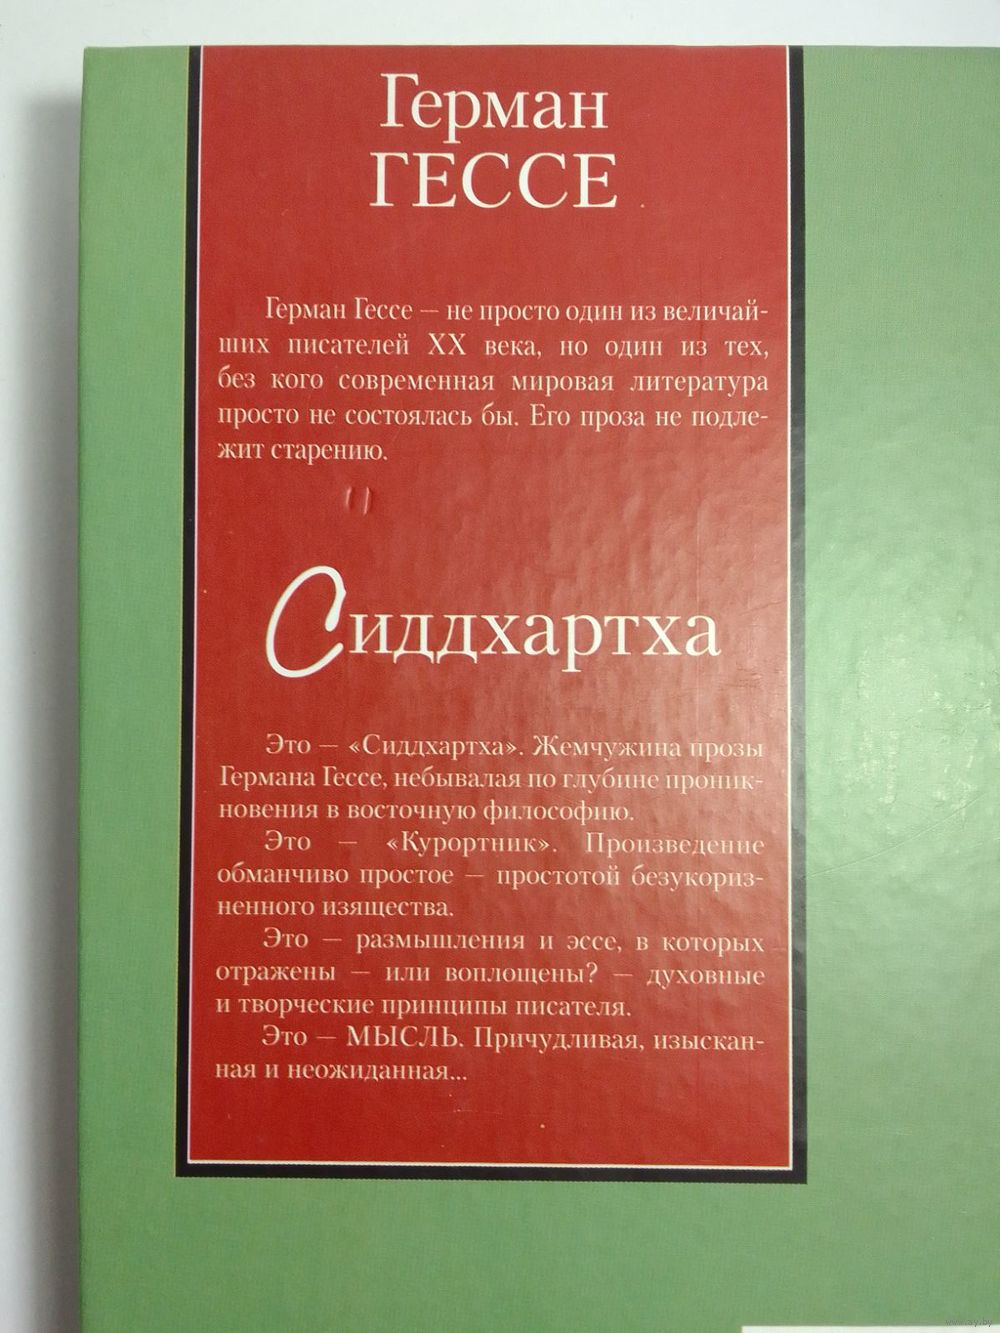 Герман
ГЕССЕ
Герман Гессе — не просто один из величай-
ших писателей XX века, но один из тех,
без кого современная мировая литература
просто не состоялась бы. Его проза не подле-
жит старению.
Сиддхартха
Это — «Сиддхартха». Жемчужина прозы
Германа Гессе, небывалая по глубине проник-
новения в восточную философию.
Это — «Курортник». Произведение
обманчиво простое — простотой безукориз-
ненного изящества.
Это — размышления и эссе, в которых
отражены — или воплощены? — духовные
и творческие принципы писателя.
Это — МЫСЛЬ. Причудливая, изыскан-
ная и неожиданная...
www.ay.by